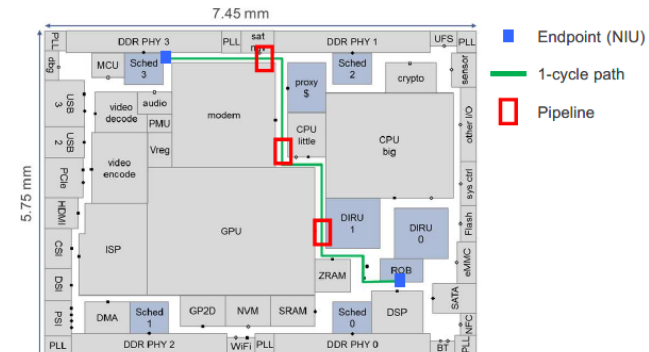 7.45 mm
5.75 mm
PLL
DDR PHY 3
PLL
sat
nav
DDR PHY 1
UFS
PLL
dbg
MCU
Sched
3
Sched
2
crypto
sensor
proxy
$
USB
3
video
decode
audio
modem
other IO
PMU
CPU
little
CPU
big
USB
2
Vreg
video
encode
PCIe
sys ctrl
HDMI
GPU
DIRU
1
DIRU
0
Flash
CSI
ISP
eMMC
ZRAM
ROB
DSI
SATA
PSI
DMA
Sched
1
GP2D
NVM
SRAM
Sched
0
DSP
NFC
PLL
DDR PHY 2
WiFi
PLL
DDR PHY 0
BT
PLL
Endpoint (NIU)
1-cycle path
Pipeline